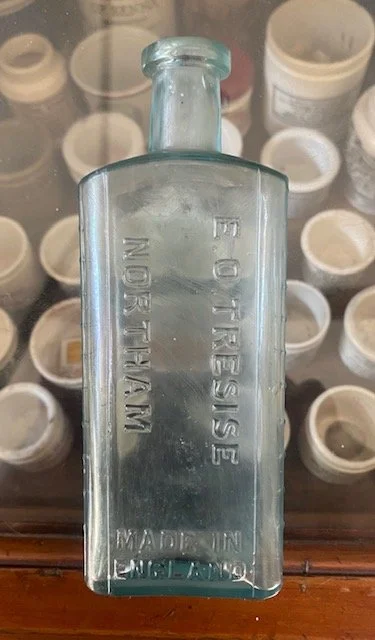 E·O TRESISE
NORTHAM
MADE IN
ENGLAND